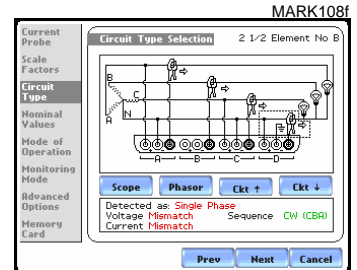 MARK108f
Current Probe
Circuit Type Selection 2 1/2 Element No B
Scale Factors
Circuit Type
Nominal Values
Mode of Operation
Monitoring Mode
Advanced Options
Memory Card
B
C
A
N
A B C D
Scope Phasor Ckt ↑ Ckt ↓
Detected as: Single Phase
Voltage Mismatch Sequence CW (CBA)
Current Mismatch
Prev Next Cancel